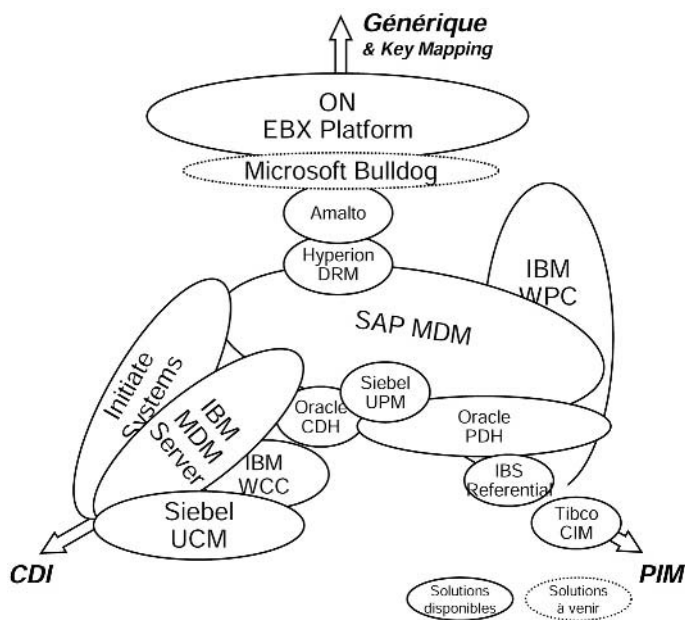 Générique
& Key Mapping
ON
EBX Platform
Microsoft Bulldog
Amalto
Hyperion
DRM
IBM
WPC
SAP MDM
Initiate
Systems
IBM
MDM
Server
Siebel
UPM
Oracle
CDH
Oracle
PDH
IBM
WCC
IBS
Referential
Siebel
UCM
Tibco
CIM
CDI
PIM
Solutions
disponibles
Solutions
à venir